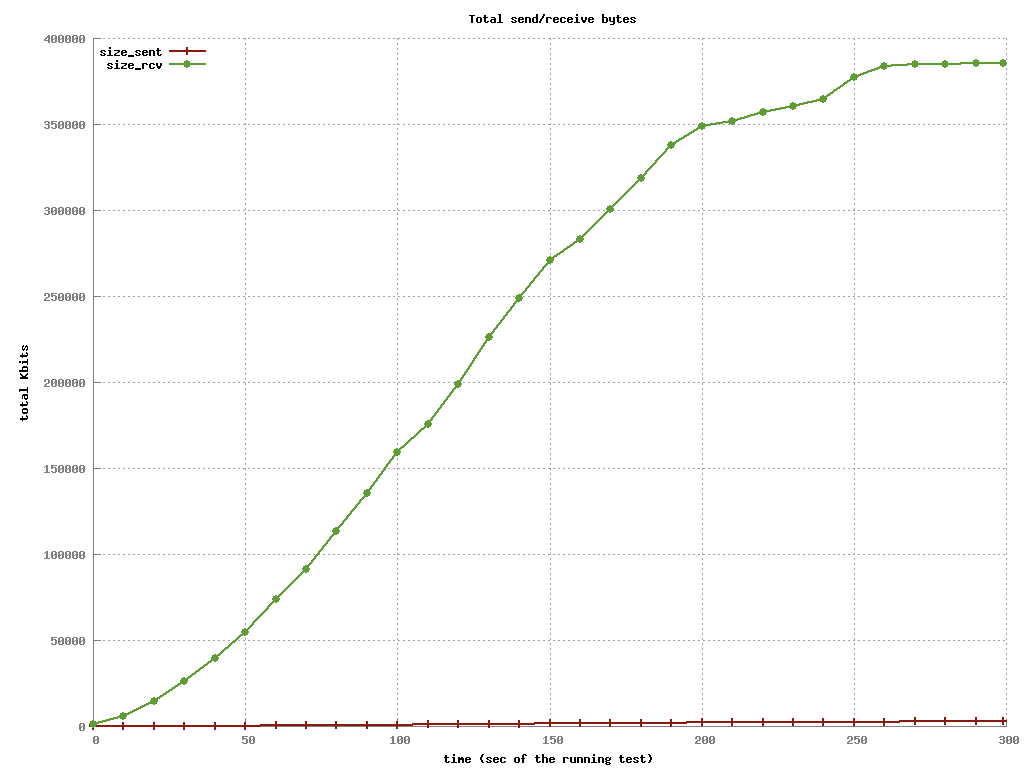 Total send/receive bytes
400000
size_sent
size_rcv
350000
300000
250000
total Kbits
200000
150000
100000
50000
0
0 50 100 150 200 250 300
time (sec of the running test)